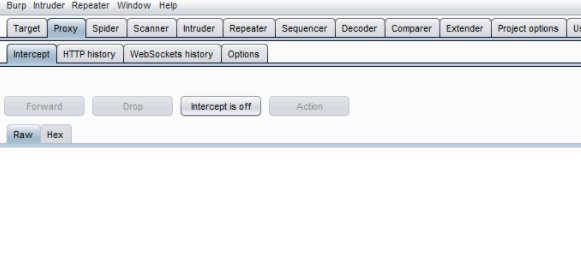 Burp Intruder Repeater Window Help
Target Proxy Spider Scanner Intruder Repeater Sequencer Decoder Comparer Extender Project options
Intercept HTTP history WebSockets history Options
Forward Drop Intercept is off Action
Raw Hex